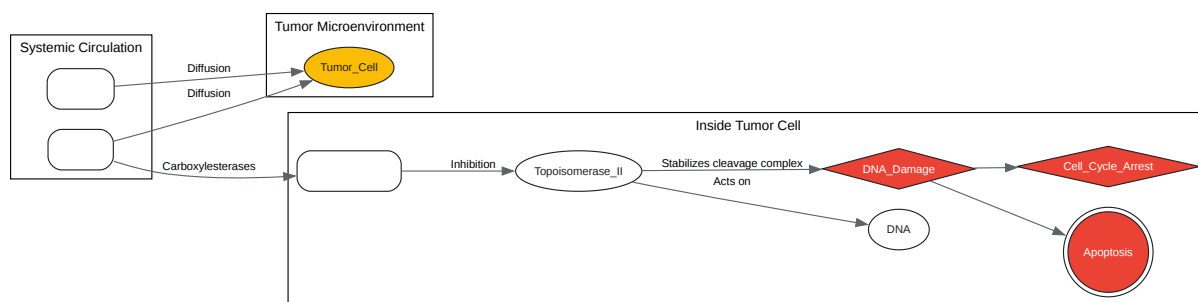 Tumor Microenvironment
Systemic Circulation
Diffusion
Tumor_Cell
Diffusion
Inside Tumor Cell
Carboxylesterases
Inhibition
Topoisomerase_II
Stabilizes cleavage complex
Acts on
DNA_Damage
Cell_Cycle_Arrest
DNA
Apoptosis